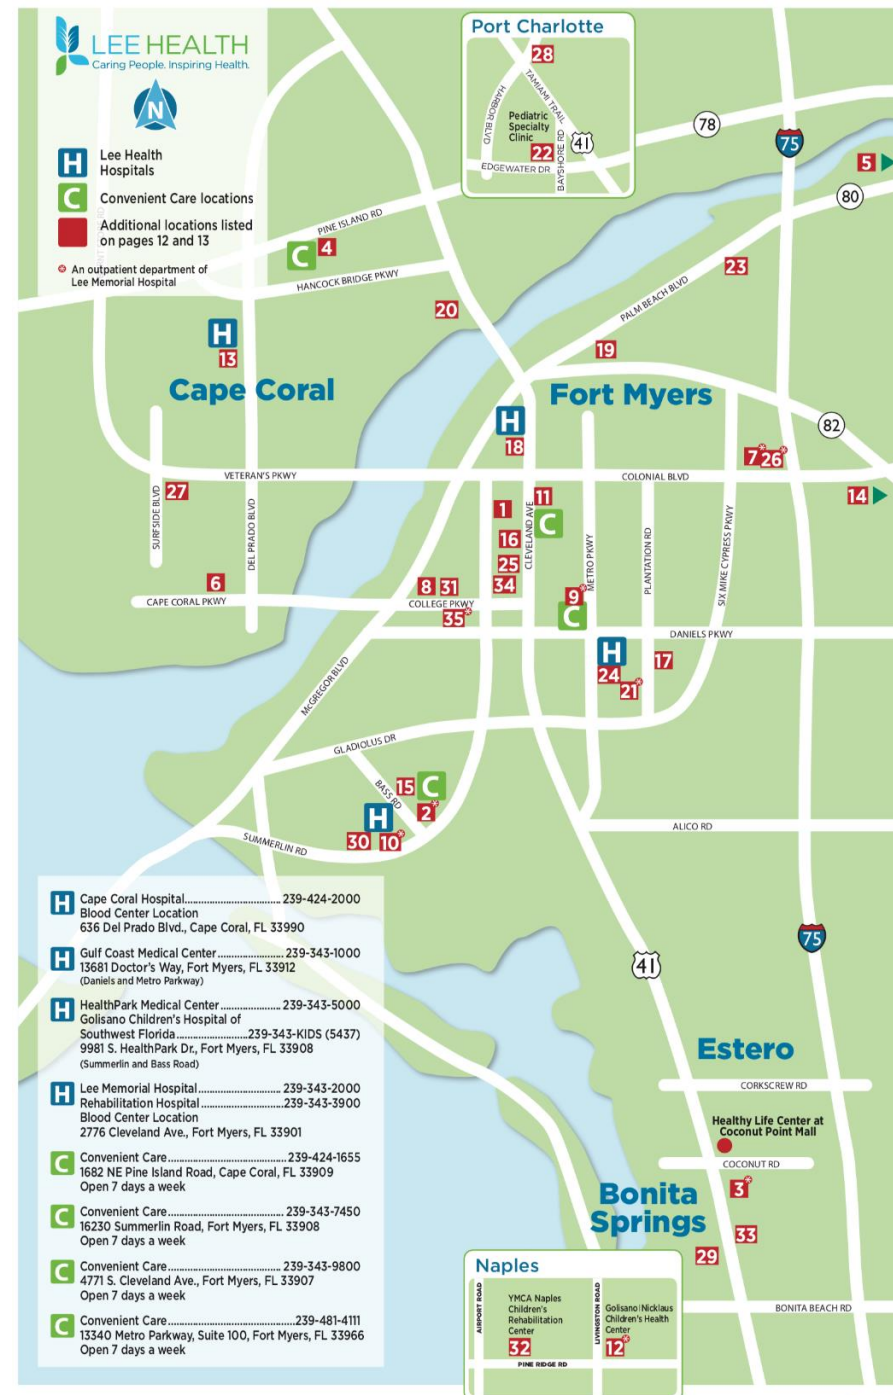 LEE HEALTH
Caring People. Inspiring Health.
N
H Lee Health
Hospitals
C Convenient Care locations
Additional locations listed
on pages 12 and 13
* An outpatient department of
Lee Memorial Hospital
Port Charlotte
28
HARBOR BLVD
TAMIAMI TRAIL
Pediatric
Specialty
Clinic
22
BAYSHORE RD
41
EDGEWATER DR
78
75
5
80
PINE ISLAND RD
C 4
HANCOCK BRIDGE PKWY
23
PALM BEACH BLVD
20
H
13
19
Cape Coral
Fort Myers
H
18
82
7* 26*
VETERAN'S PKWY
COLONIAL BLVD
27
SURFSIDE BLVD
DEL PRADO BLVD
1
11
C
CLEVELAND AVE
14
16
25
34
METRO PKWY
PLANTATION RD
SIX MILE CYPRESS PKWY
6
CAPE CORAL PKWY
8 31
COLLEGE PKWY
35*
9*
C
DANIELS PKWY
H
24
21*
17
McGREGOR BLVD
GLADIOLUS DR
BASS RD
15 C
2*
H
30 10*
SUMMERLIN RD
ALICO RD
H Cape Coral Hospital 239-424-2000
Blood Center Location
636 Del Prado Blvd., Cape Coral, FL 33990
H Gulf Coast Medical Center 239-343-1000
13681 Doctor's Way, Fort Myers, FL 33912
(Daniels and Metro Parkway)
H HealthPark Medical Center 239-343-5000
Golisano Children's Hospital of
Southwest Florida 239-343-KIDS (5437)
9981 S. HealthPark Dr., Fort Myers, FL 33908
(Summerlin and Bass Road)
H Lee Memorial Hospital 239-343-2000
Rehabilitation Hospital 239-343-3900
Blood Center Location
2776 Cleveland Ave., Fort Myers, FL 33901
C Convenient Care 239-424-1655
1682 NE Pine Island Road, Cape Coral, FL 33909
Open 7 days a week
C Convenient Care 239-343-7450
16230 Summerlin Road, Fort Myers, FL 33908
Open 7 days a week
C Convenient Care 239-343-9800
4771 S. Cleveland Ave., Fort Myers, FL 33907
Open 7 days a week
C Convenient Care 239-481-4111
13340 Metro Parkway, Suite 100, Fort Myers, FL 33966
Open 7 days a week
75
41
Estero
CORKSCREW RD
Healthy Life Center at
Coconut Point Mall
COCONUT RD
3*
Bonita
Springs
33
29
BONITA BEACH RD
Naples
AIRPORT ROAD
YMCA Naples
Children's
Rehabilitation
Center
32
LIVINGSTON ROAD
Golisano|Nicklaus
Children's Health
Center
12*
PINE RIDGE RD